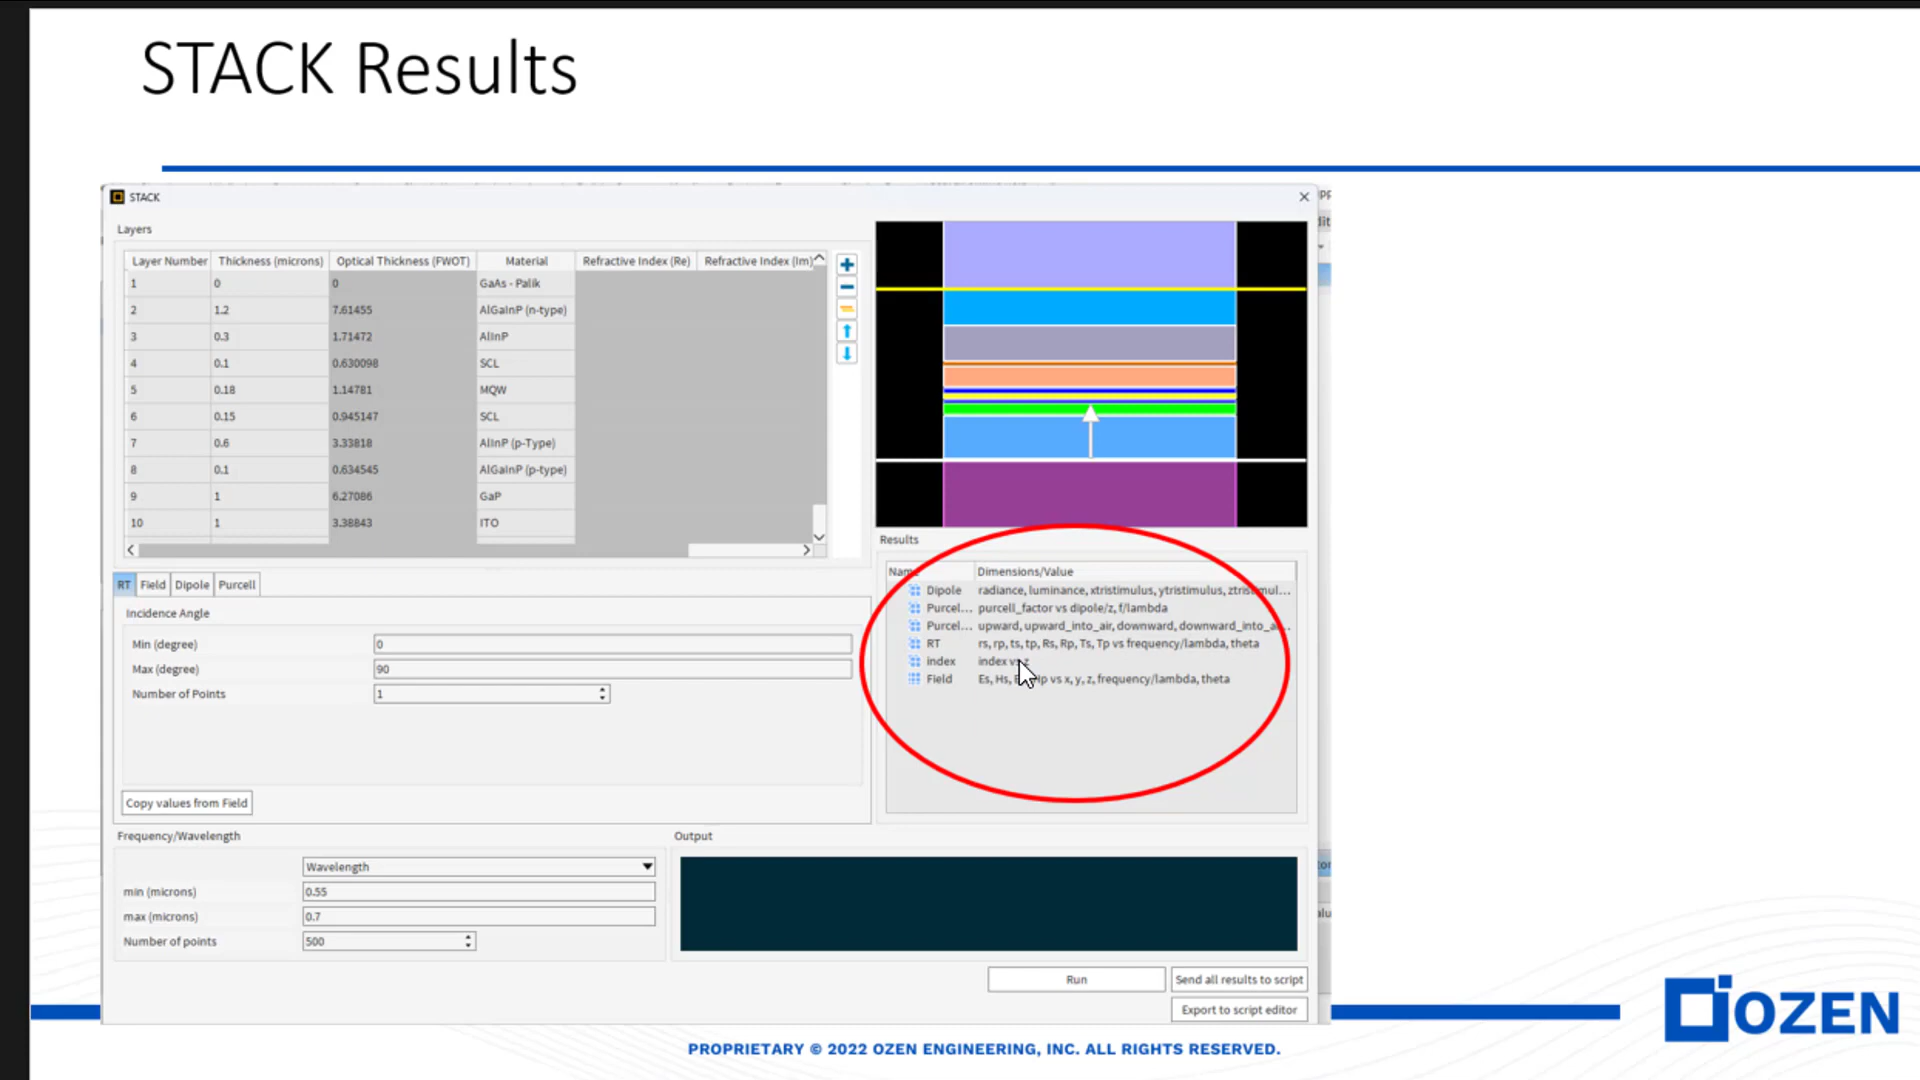 STACK Results
STACK
Layers
Layer Number Thickness (microns) Optical Thickness (FWOT) Material Refractive Index (Re) Refractive Index (Im)
1 0 0 GaAs - Palik
2 1.2 7.61455 AlGaInP (n-type)
3 0.3 1.71472 AlInP
4 0.1 0.630098 SCL
5 0.18 1.14781 MQW
6 0.15 0.945147 SCL
7 0.6 3.33818 AlInP (p-Type)
8 0.1 0.634545 AlGaInP (p-type)
9 1 6.27086 GaP
10 1 3.38843 ITO
RT Field Dipole Purcell
Incidence Angle
Min (degree) 0
Max (degree) 90
Number of Points 1
Copy values from Field
Results
Name Dimensions/Value
Dipole radiance, luminance, xtristimulus, ytristimulus, ztristimul...
Purcel... purcell_factor vs dipole/z, f/lambda
Purcel... upward, upward_into_air, downward, downward_into_a...
RT rs, rp, ts, tp, Rs, Rp, Ts, Tp vs frequency/lambda, theta
index index vs z
Field Es, Hs, vs x, y, z, frequency/lambda, theta
Frequency/Wavelength
Wavelength
min (microns) 0.55
max (microns) 0.7
Number of points 500
Output
Run
Send all results to script
Export to script editor
OZEN
PROPRIETARY © 2022 OZEN ENGINEERING, INC. ALL RIGHTS RESERVED.